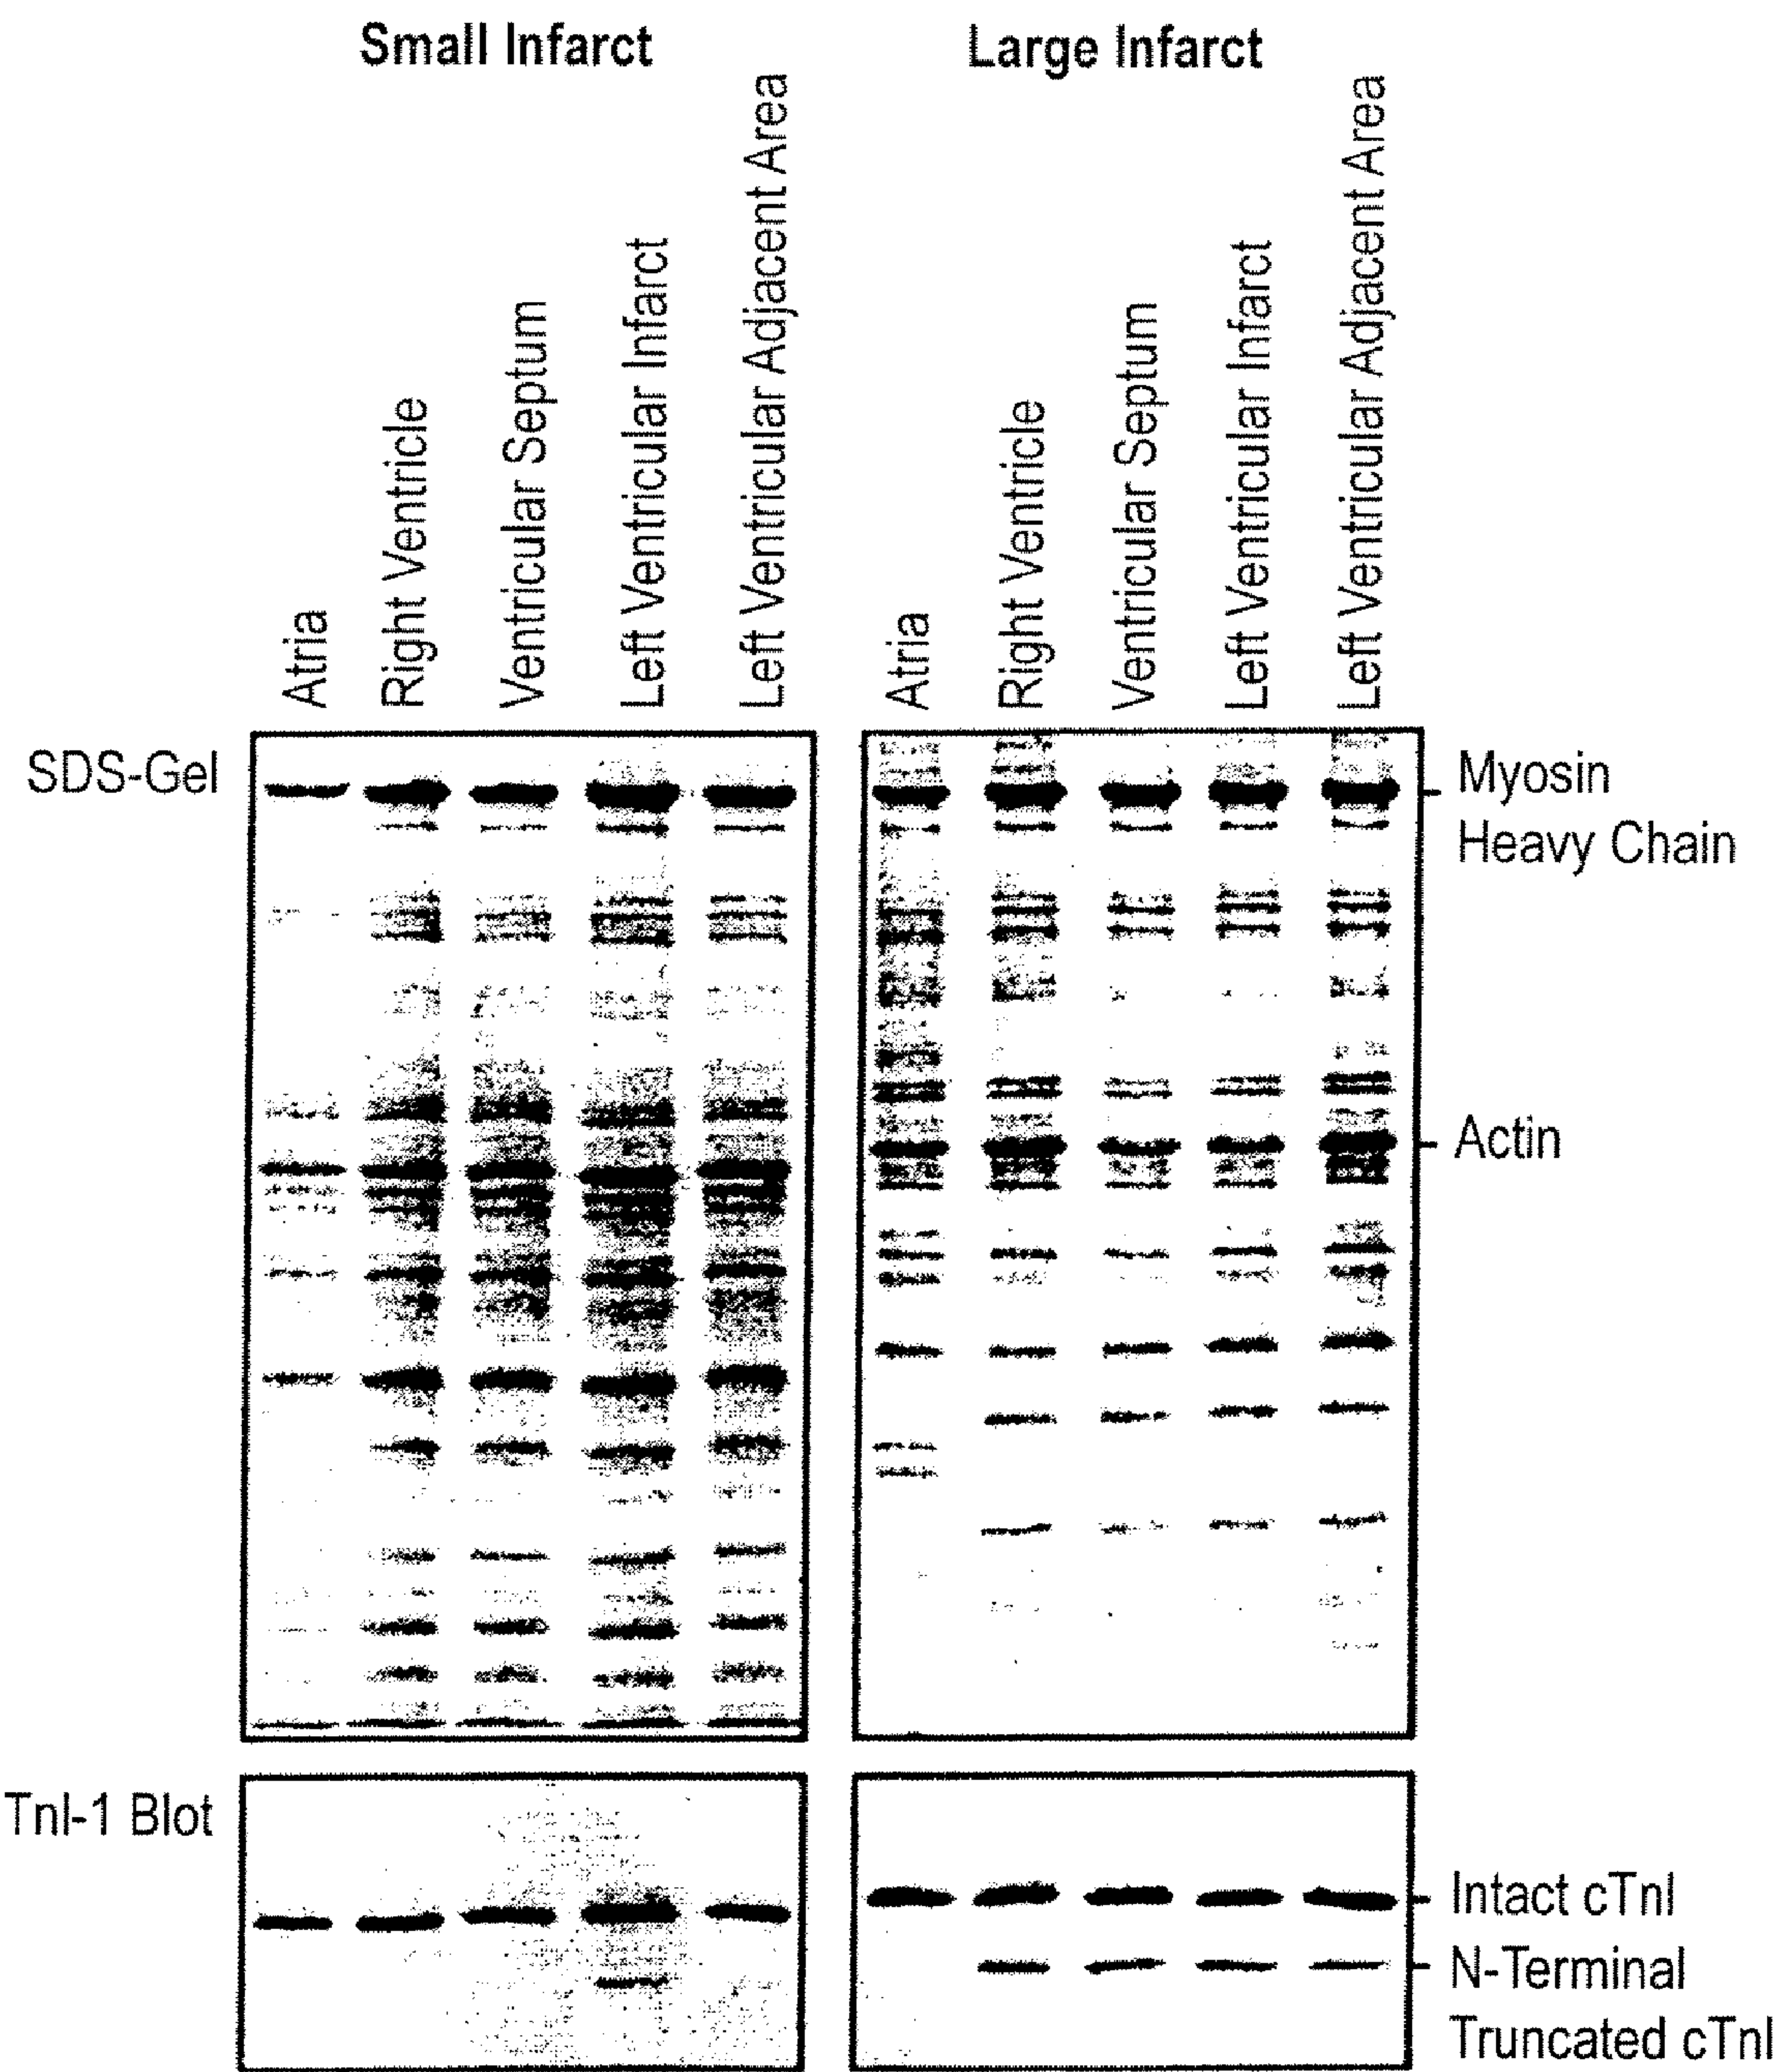 Small Infarct
Large Infarct
Atria
Right Ventricle
Ventricular Septum
Left Ventricular Infarct
Left Ventricular Adjacent Area
Atria
Right Ventricle
Ventricular Septum
Left Ventricular Infarct
Left Ventricular Adjacent Area
SDS-Gel
Myosin
Heavy Chain
Actin
TnI-1 Blot
Intact cTnI
N-Terminal
Truncated cTnI